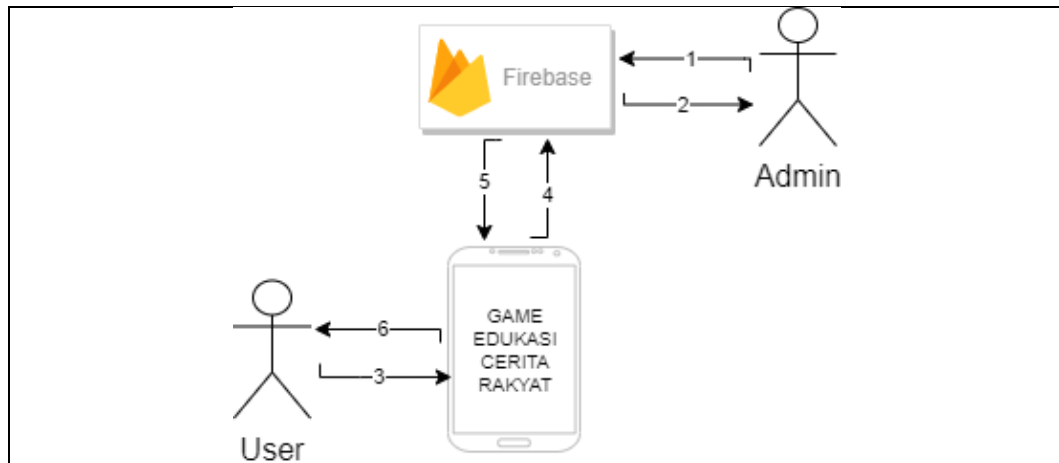 Firebase
1
2
Admin
5
4
GAME
EDUKASI
CERITA
RAKYAT
6
3
User